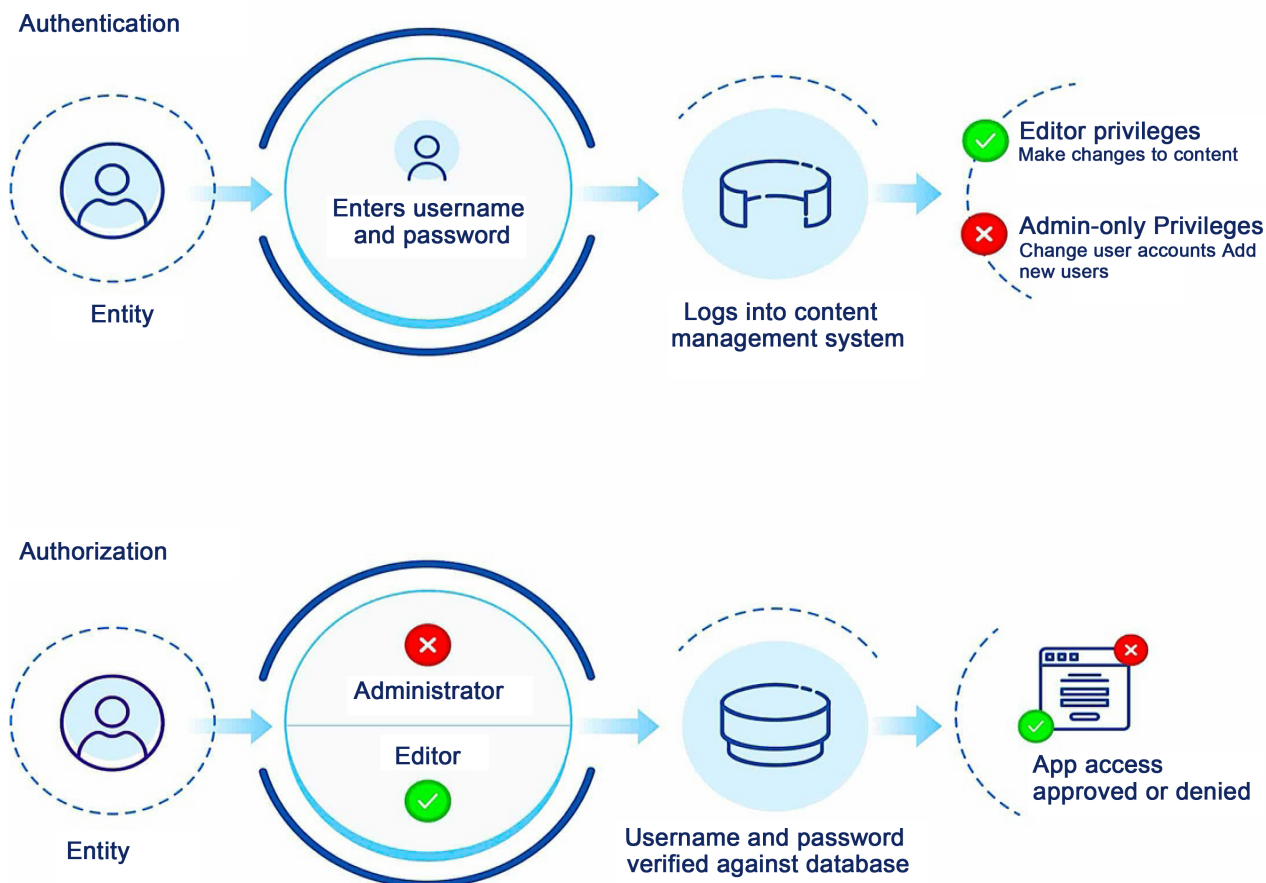 Authentication
Entity
Enters username
and password
Logs into content
management system
Editor privileges
Make changes to content
Admin-only Privileges
Change user accounts Add
new users
Authorization
Entity
Administrator
Editor
Username and password
verified against database
App access
approved or denied